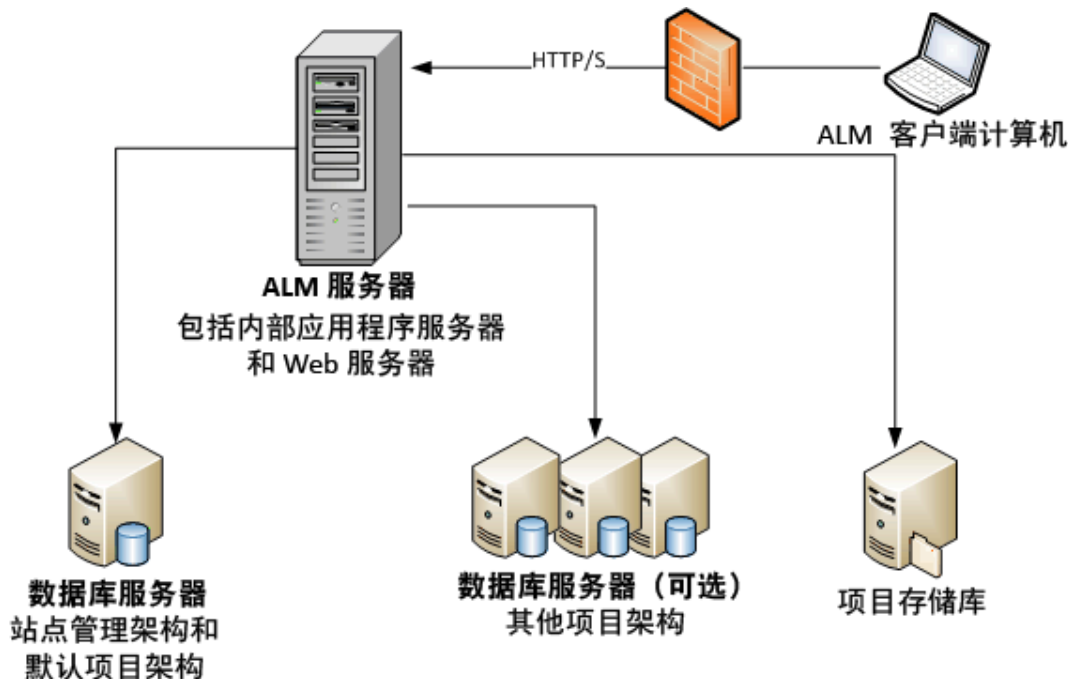 HTTP/S
ALM 客户端计算机
ALM 服务器
包括内部应用程序服务器
和 Web 服务器
数据库服务器
站点管理架构和
默认项目架构
数据库服务器（可选）
其他项目架构
项目存储库